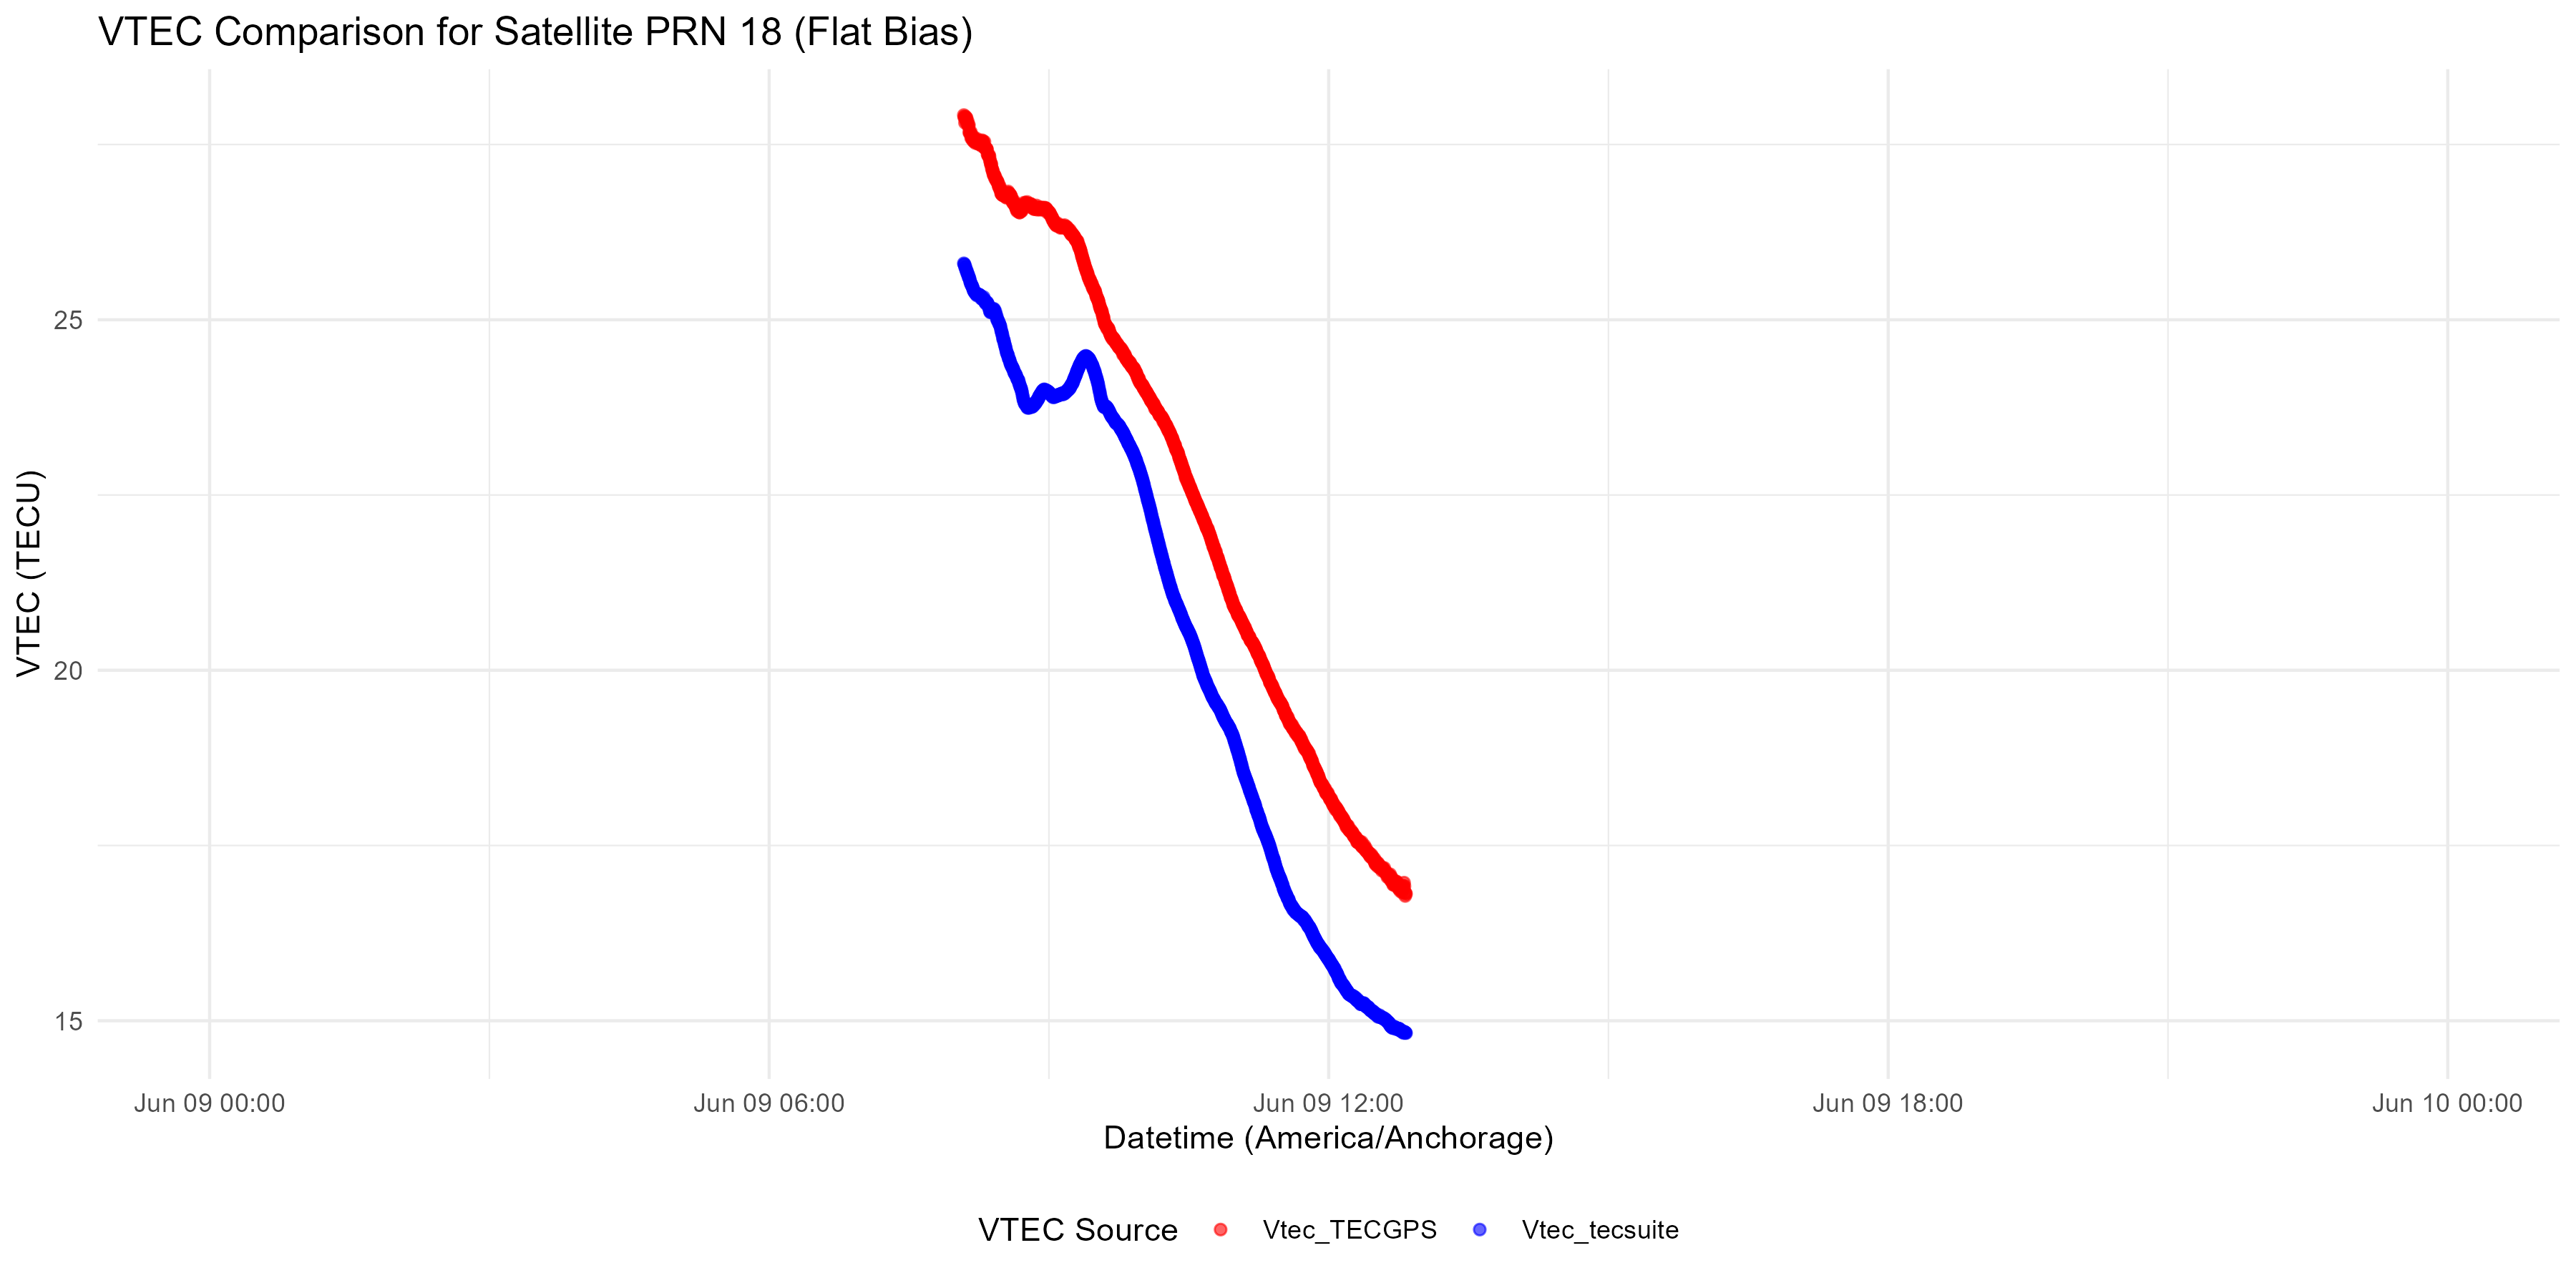 VTEC Comparison for Satellite PRN 18 (Flat Bias)
VTEC (TECU)
25
20
15
Jun 09 00:00 Jun 09 06:00 Jun 09 12:00 Jun 09 18:00 Jun 10 00:00
Datetime (America/Anchorage)
VTEC Source Vtec_TECGPS Vtec_tecsuite